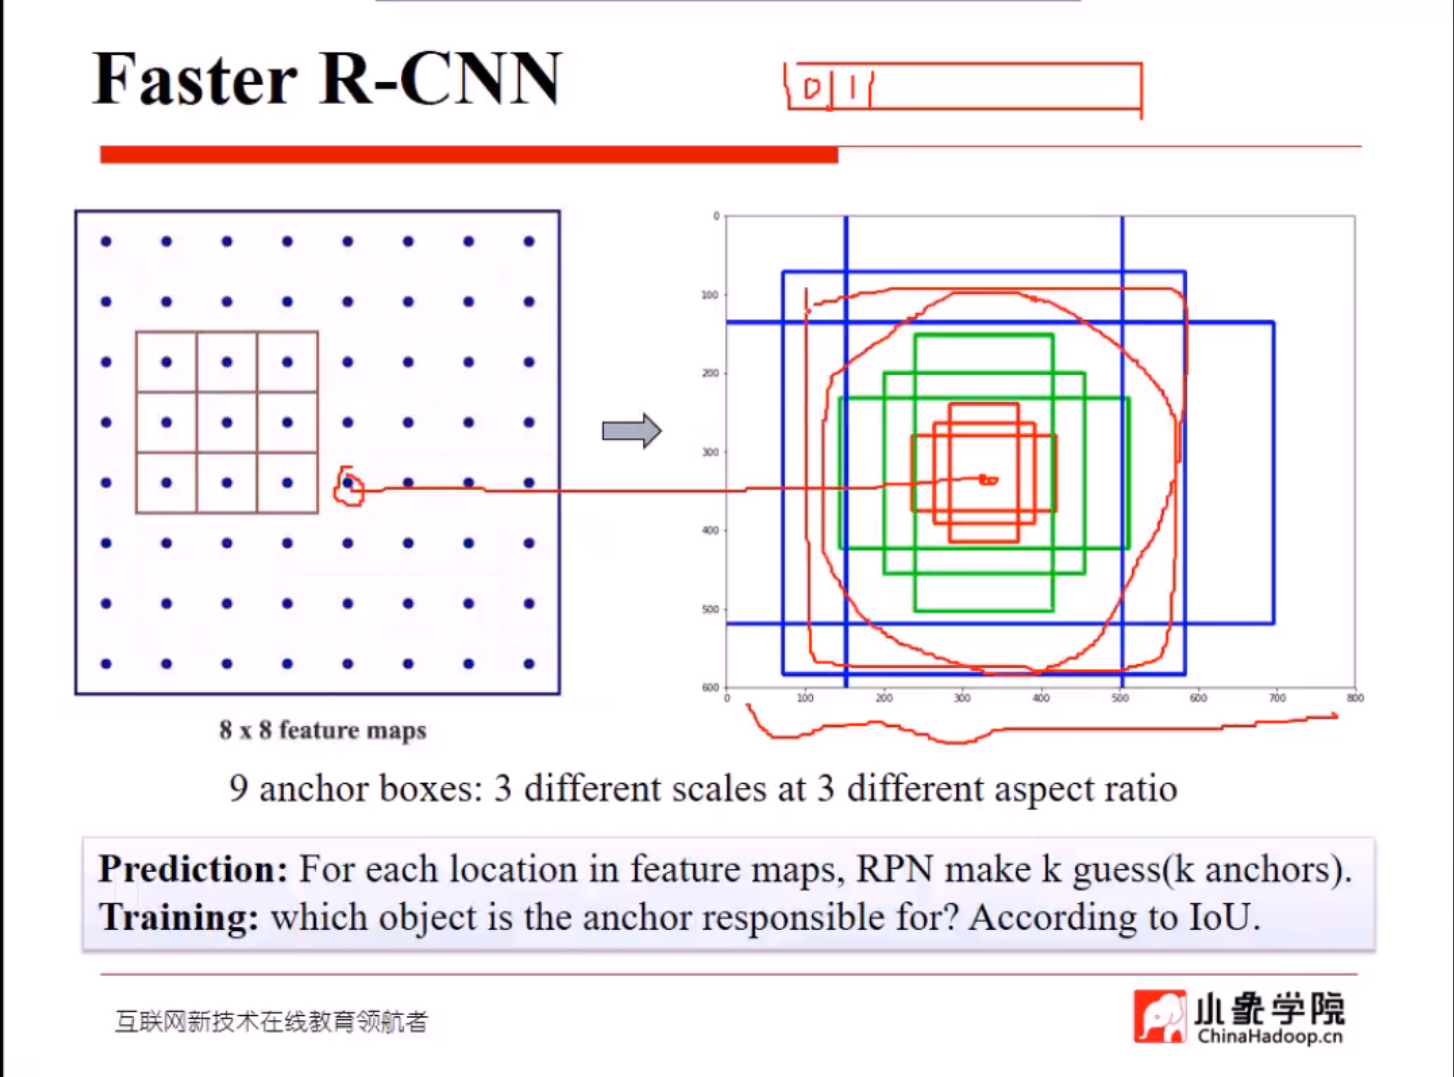 Faster R-CNN
0 1
0
100
200
300
400
500
600
0 100 200 300 400 500 600 700 800
8 x 8 feature maps
9 anchor boxes: 3 different scales at 3 different aspect ratio
Prediction: For each location in feature maps, RPN make k guess(k anchors).
Training: which object is the anchor responsible for? According to IoU.
互联网新技术在线教育领航者
小象学院
ChinaHadoop.cn